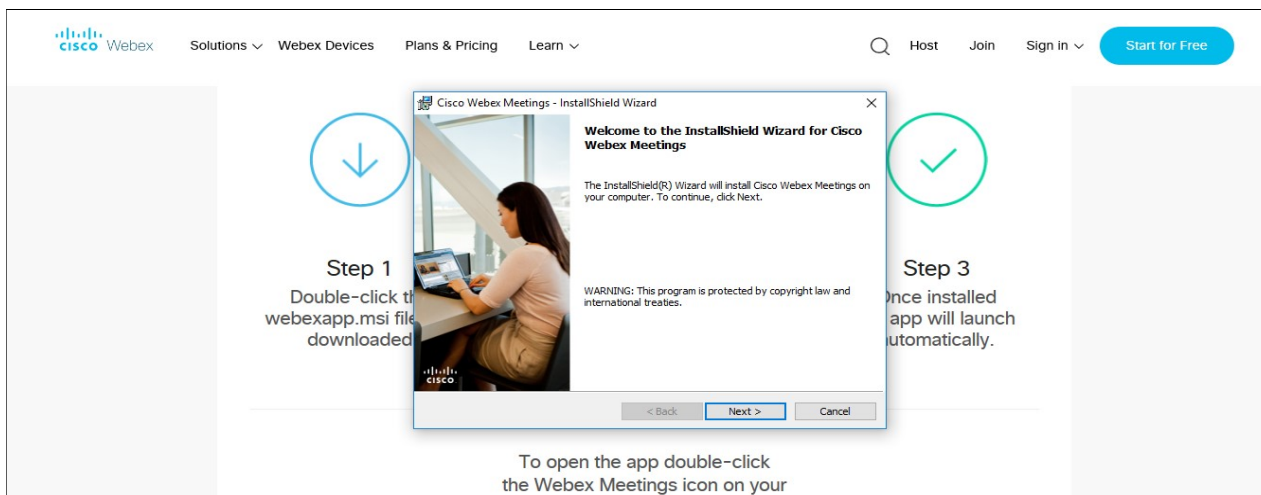 CISCO Webex
Solutions
Webex Devices
Plans & Pricing
Learn
Host
Join
Sign in
Start for Free
Cisco Webex Meetings - InstallShield Wizard
Welcome to the InstallShield Wizard for Cisco
Webex Meetings
The InstallShield(R) Wizard will install Cisco Webex Meetings on
your computer. To continue, click Next.
WARNING: This program is protected by copyright law and
international treaties.
CISCO
< Back
Next >
Cancel
Step 1
Double-click
webexapp.msi
downloaded
Step 3
installed
app will launch
To open the app double-click
the Webex Meetings icon on your